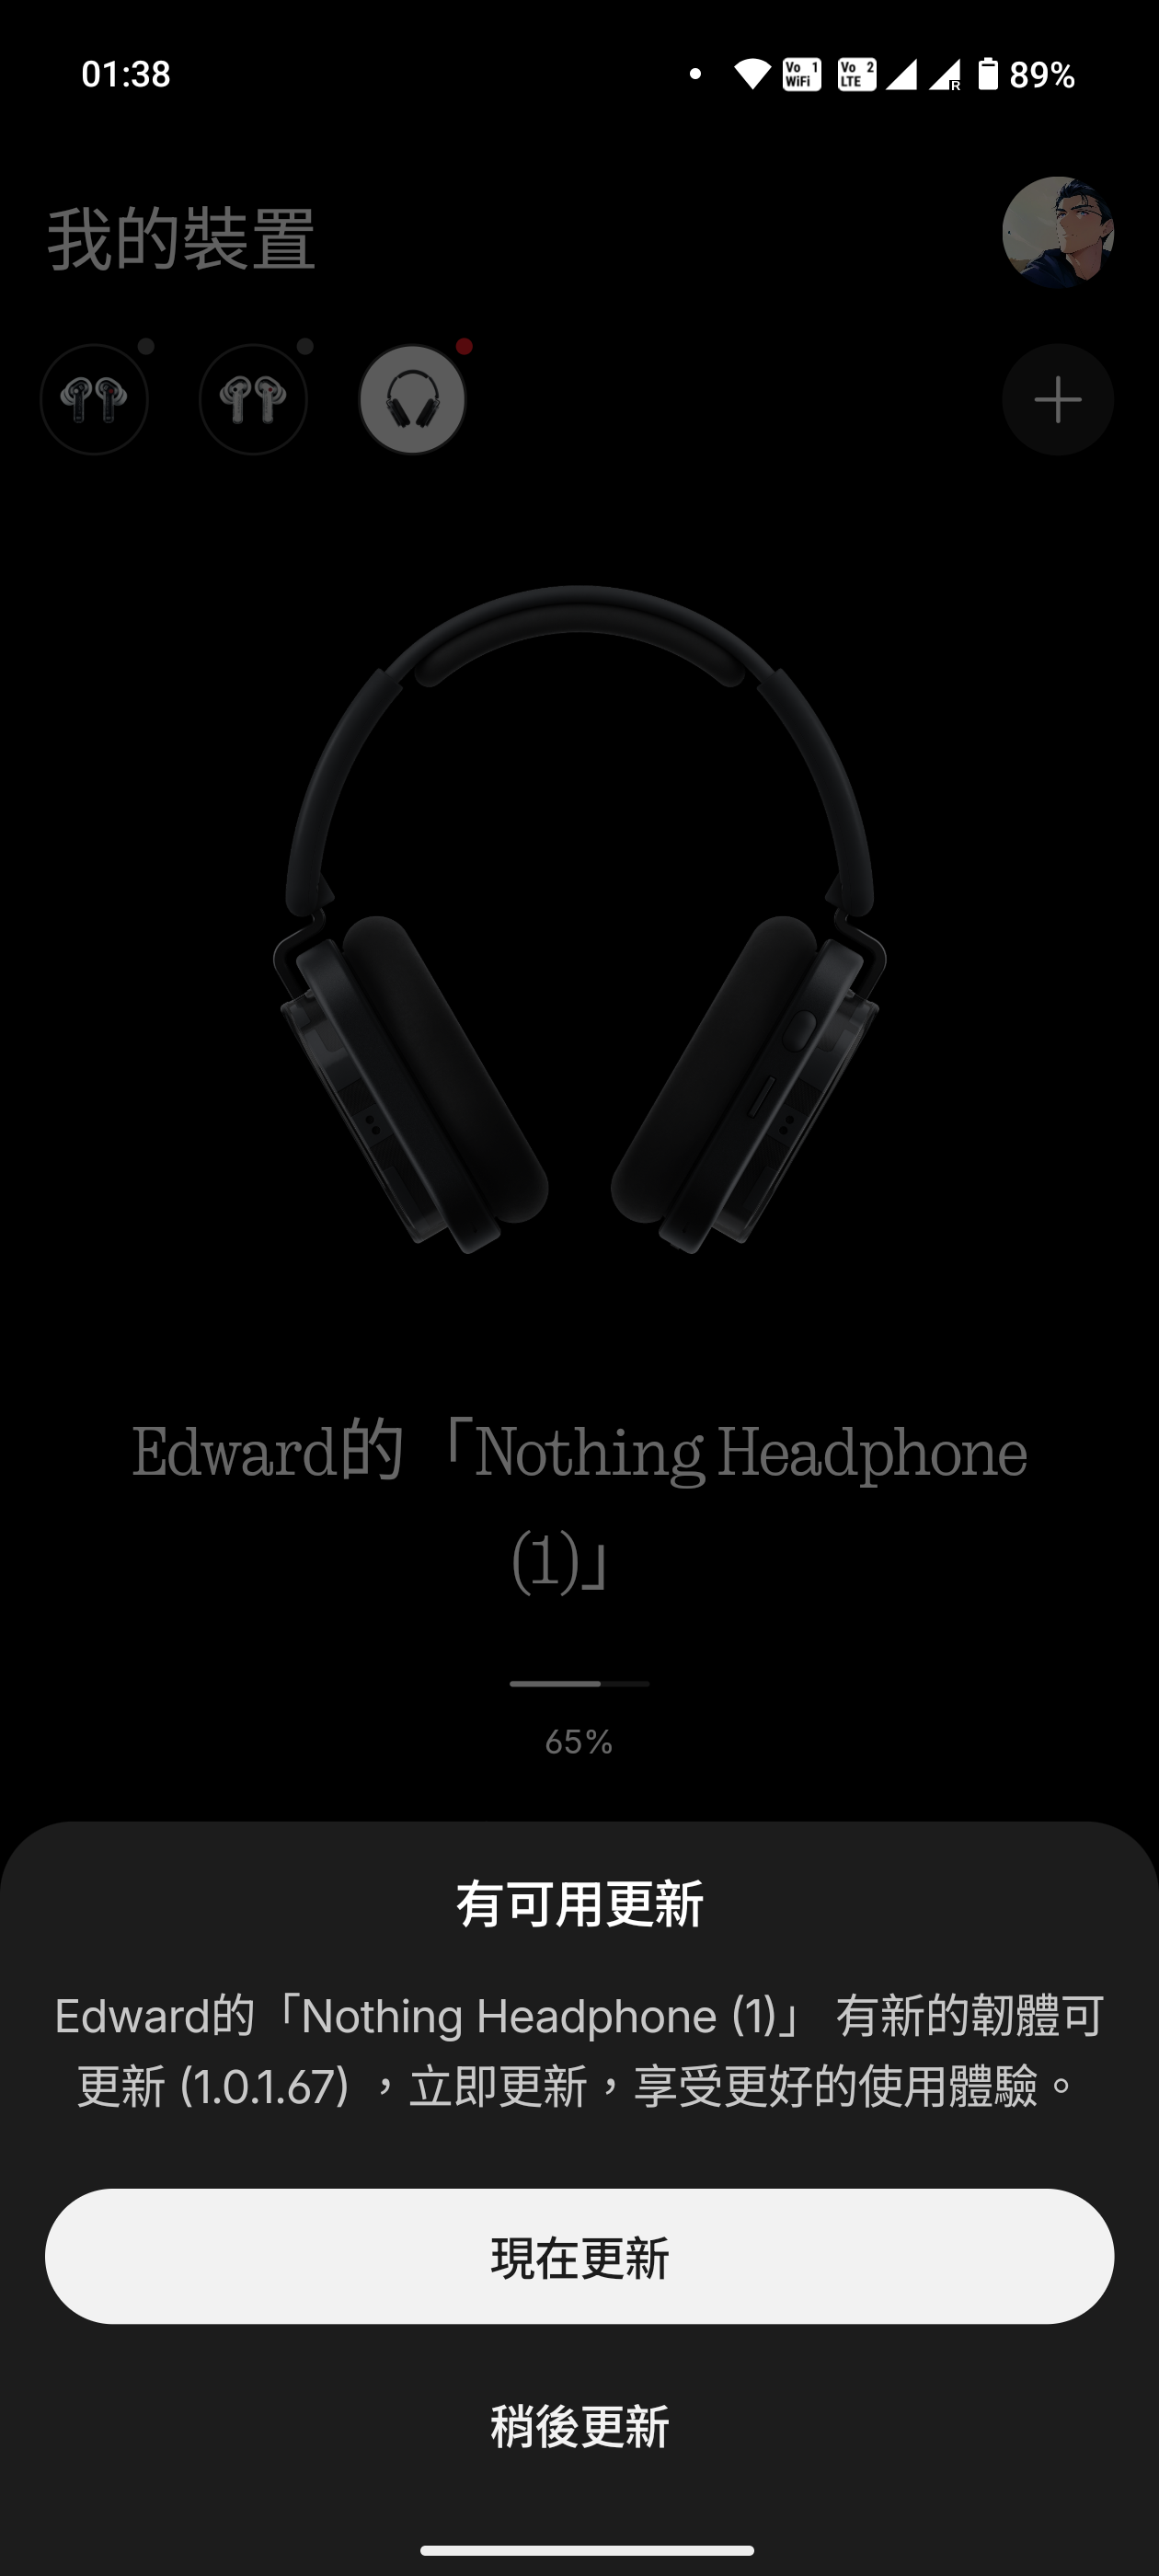 01:38
Vo 1
WiFi
Vo 2
LTE
R
89%
我的裝置
Edward的「Nothing Headphone
(1)」
65%
有可用更新
Edward的「Nothing Headphone (1)」 有新的韌體可
更新 (1.0.1.67) ，立即更新，享受更好的使用體驗。
現在更新
稍後更新